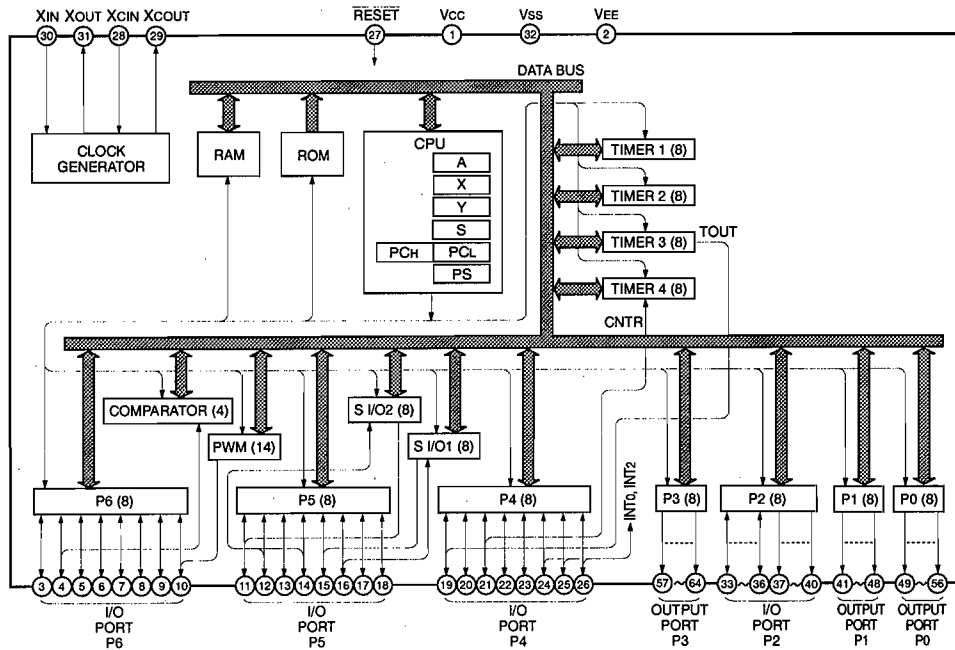 XIN XOUT XCIN XCOUT RESET VCC VSS VEE
30 31 28 29 27 1 32 2
DATA BUS
CLOCK
GENERATOR
RAM
ROM
CPU
A
X
Y
S
PCH PCL
PS
TIMER 1 (8)
TIMER 2 (8)
TIMER 3 (8)
TOUT
TIMER 4 (8)
CNTR
COMPARATOR (4)
PWM (14)
S I/O2 (8)
S I/O1 (8)
INT0, INT2
P6 (8)
P5 (8)
P4 (8)
P3 (8)
P2 (8)
P1 (8)
P0 (8)
3 4 5 6 7 8 9 10
11 12 13 14 15 16 17 18
19 20 21 22 23 24 25 26
57 ~ 64
33 ~ 36 37 ~ 40
41 ~ 48
49 ~ 56
I/O
PORT
P6
I/O
PORT
P5
I/O
PORT
P4
OUTPUT
PORT
P3
I/O
PORT
P2
OUTPUT
PORT
P1
OUTPUT
PORT
P0